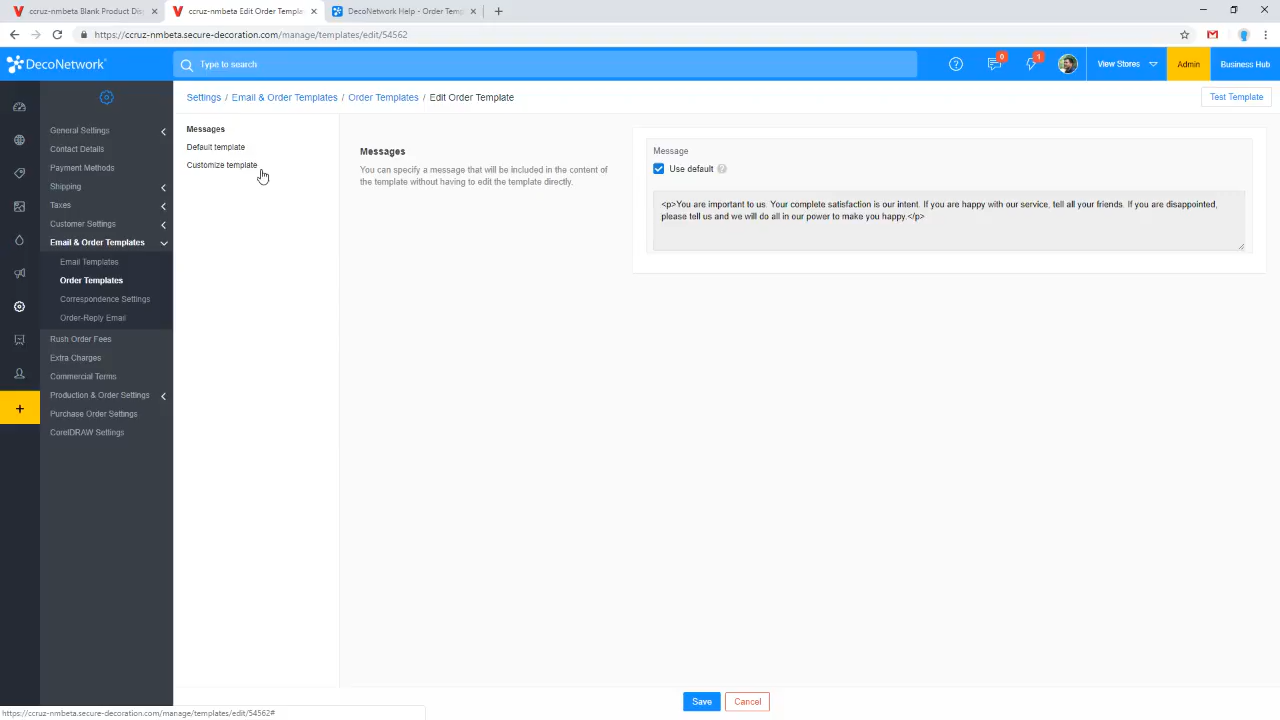 ccruz-nmbeta Blank Product Dis
ccruz-nmbeta Edit Order Templa
DecoNetwork Help - Order Temp
https://ccruz-nmbeta.secure-decoration.com/manage/templates/edit/54562
DecoNetwork
Type to search
0
1
View Stores
Admin
Business Hub
Settings / Email & Order Templates / Order Templates / Edit Order Template
Test Template
General Settings
Contact Details
Payment Methods
Shipping
Taxes
Customer Settings
Email & Order Templates
Email Templates
Order Templates
Correspondence Settings
Order-Reply Email
Rush Order Fees
Extra Charges
Commercial Terms
Production & Order Settings
Purchase Order Settings
CorelDRAW Settings
Messages
Default template
Customize template
Messages
You can specify a message that will be included in the content of
the template without having to edit the template directly.
Message
Use default
<p>You are important to us. Your complete satisfaction is our intent. If you are happy with our service, tell all your friends. If you are disappointed,
please tell us and we will do all in our power to make you happy.</p>
Save
Cancel
https://ccruz-nmbeta.secure-decoration.com/manage/templates/edit/54562#